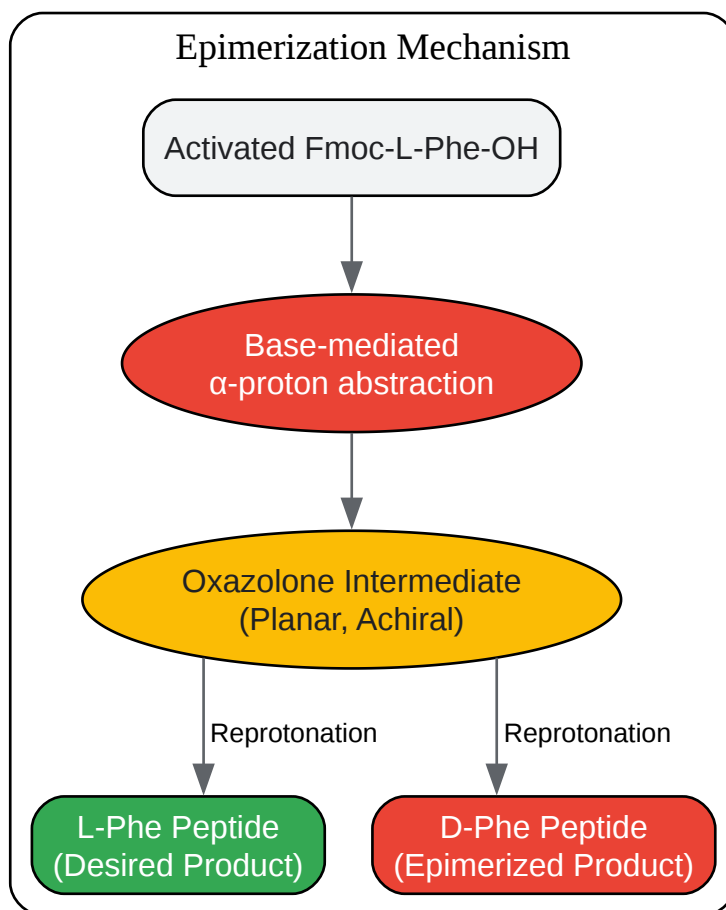 Epimerization Mechanism
Activated Fmoc-L-Phe-OH
Base-mediated
α-proton abstraction
Oxazolone Intermediate
(Planar, Achiral)
Reprotonation
Reprotonation
L-Phe Peptide
(Desired Product)
D-Phe Peptide
(Epimerized Product)